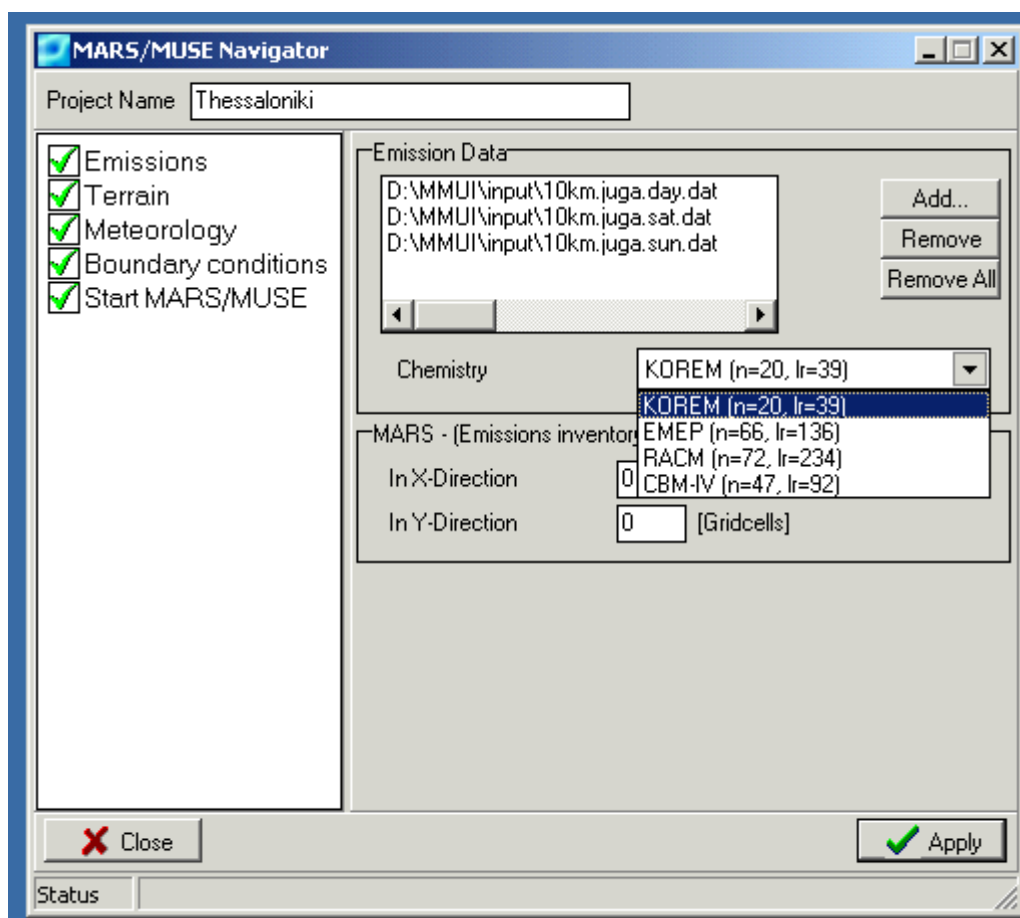 MARS/MUSE Navigator
Project Name Thessaloniki
Emissions
Terrain
Meteorology
Boundary conditions
Start MARS/MUSE
Emission Data
D:\MMUI\input\10km.juga.day.dat
D:\MMUI\input\10km.juga.sat.dat
D:\MMUI\input\10km.juga.sun.dat
Add...
Remove
Remove All
Chemistry KOREM (n=20, lr=39)
KOREM (n=20, lr=39)
EMEP (n=66, lr=136)
RACM (n=72, lr=234)
CBM-IV (n=47, lr=92)
MARS - (Emissions
In X-Direction 0
In Y-Direction 0 [Gridcells]
Close
Apply
Status